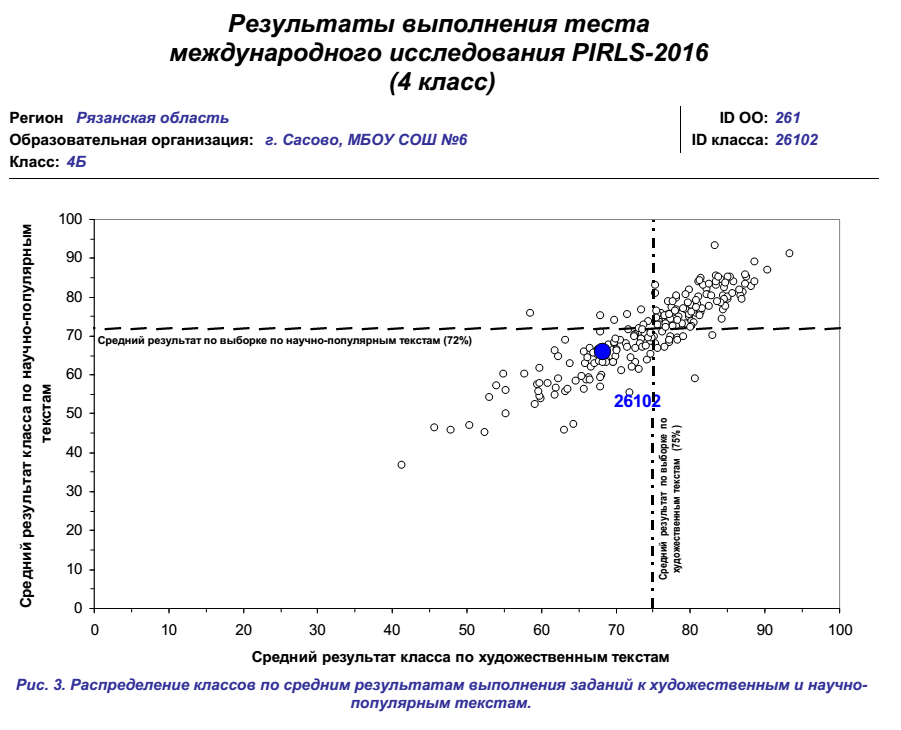 Результаты выполнения теста
международного исследования PIRLS-2016
(4 класс)
Регион Рязанская область
ID ОО: 261
Образовательная организация: г. Сасово, МБОУ СОШ №6
ID класса: 26102
Класс: 4Б
Средний результат класса по научно-популярным
текстам
100
90
80
70
60
50
40
30
20
10
0
Средний результат по выборке по научно-популярным текстам (72%)
26102
Средний результат по выборке по
художественным текстам (75%)
0 10 20 30 40 50 60 70 80 90 100
Средний результат класса по художественным текстам
Рис. 3. Распределение классов по средним результатам выполнения заданий к художественным и научно-
популярным текстам.